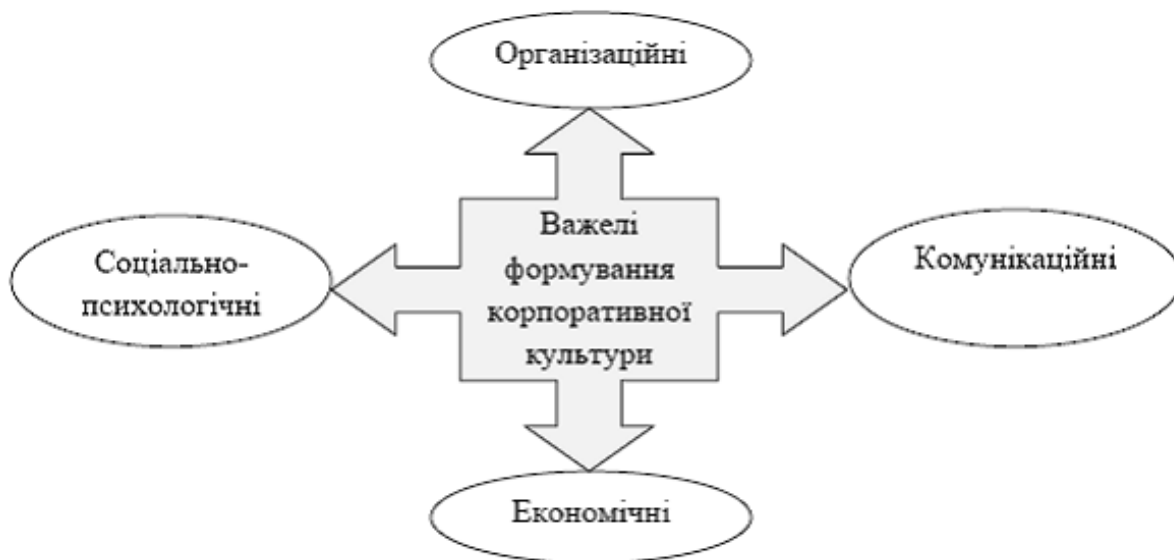 Організаційні
Соціально-
психологічні
Важелі
формування
корпоративної
культури
Комунікаційні
Економічні